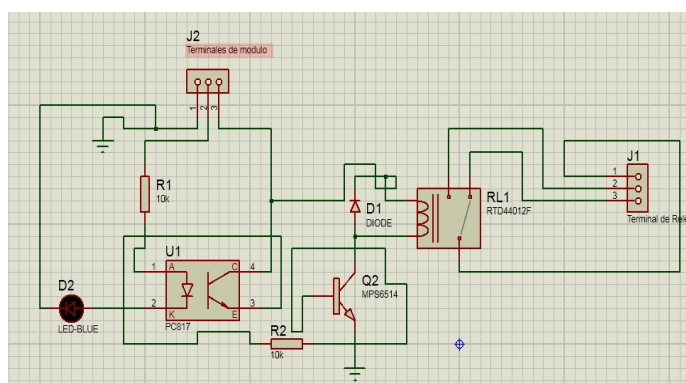 J2
Terminales de modulo
1 2 3
R1
10k
U1
1 A C 4
2 K E 3
PC817
D2
LED-BLUE
R2
10k
D1
DIODE
Q2
MPS6514
RL1
RTD44012F
J1
1
2
3
Terminal de Rele